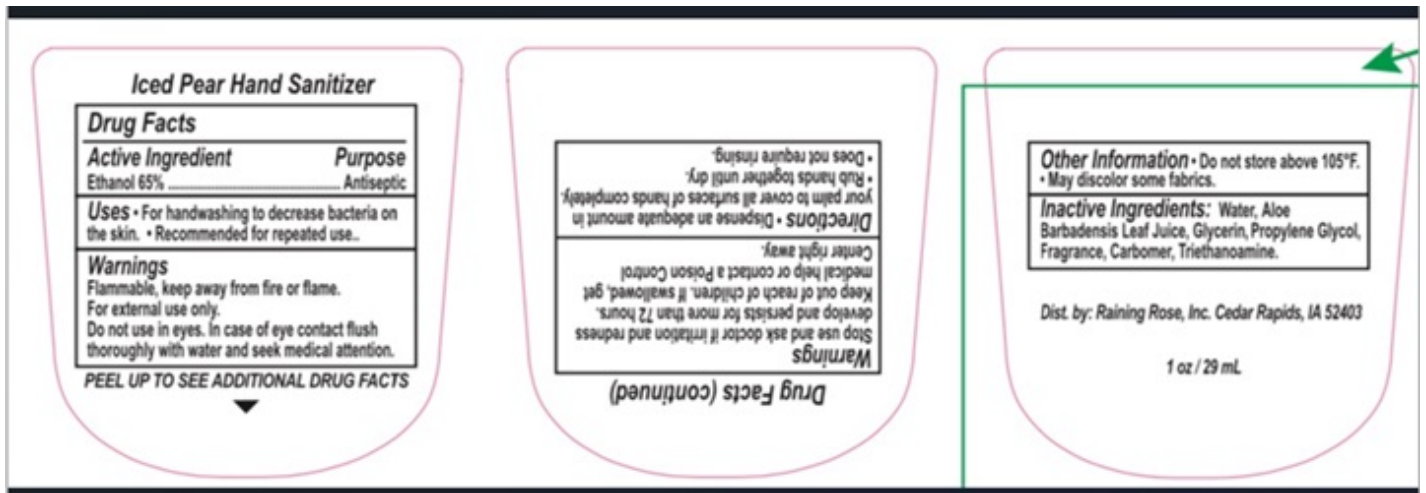 Iced Pear Hand Sanitizer
Drug Facts
Active Ingredient Purpose
Ethanol 65% ........................................ Antiseptic
Uses • For handwashing to decrease bacteria on
the skin. • Recommended for repeated use..
Warnings
Flammable, keep away from fire or flame.
For external use only.
Do not use in eyes. In case of eye contact flush
thoroughly with water and seek medical attention.
PEEL UP TO SEE ADDITIONAL DRUG FACTS
Drug Facts (continued)
Warnings
Stop use and ask doctor if irritation and redness
develop and persists for more than 72 hours.
Keep out of reach of children. If swallowed, get
medical help or contact a Poison Control
Center right away.
Directions • Dispense an adequate amount in
your palm to cover all surfaces of hands completely.
• Rub hands together until dry.
• Does not require rinsing.
Other Information • Do not store above 105°F.
• May discolor some fabrics.
Inactive Ingredients: Water, Aloe
Barbadensis Leaf Juice, Glycerin, Propylene Glycol,
Fragrance, Carbomer, Triethanoamine.
Dist. by: Raining Rose, Inc. Cedar Rapids, IA 52403
1 oz / 29 mL